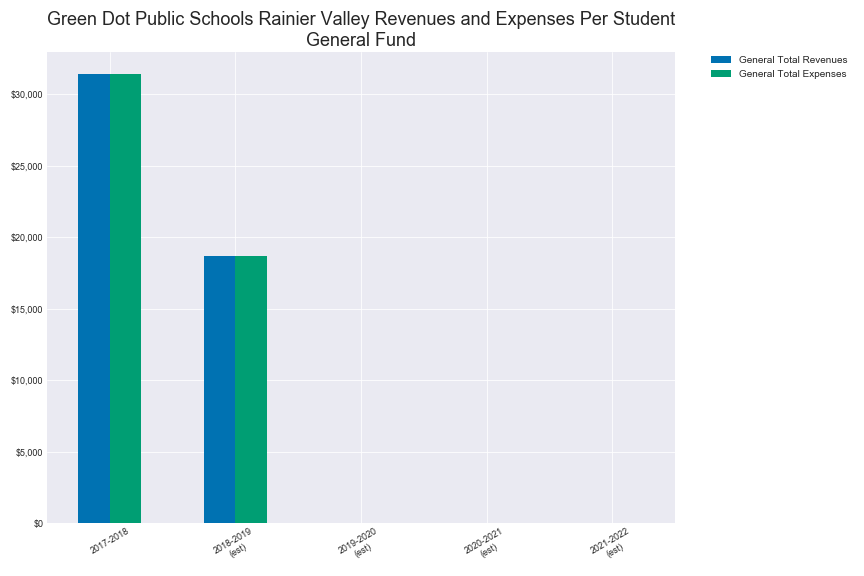 Green Dot Public Schools Rainier Valley Revenues and Expenses Per Student
General Fund
General Total Revenues
General Total Expenses
$30,000
$25,000
$20,000
$15,000
$10,000
$5,000
$0
2017-2018
2018-2019
(est)
2019-2020
(est)
2020-2021
(est)
2021-2022
(est)